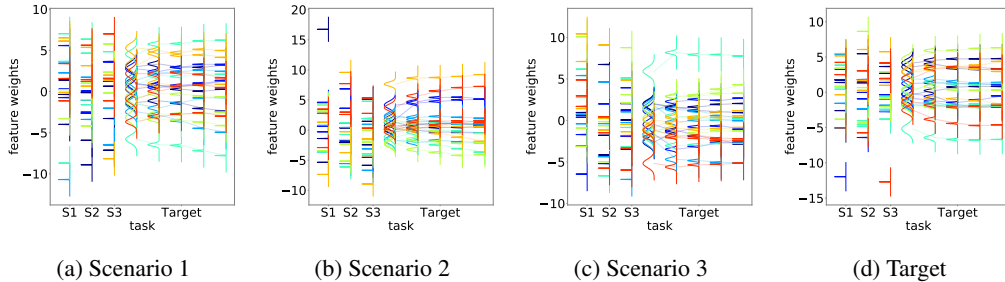 10
5
0
−5
−10
feature weights
S1 S2 S3 Target
task
(a) Scenario 1
20
15
10
5
0
−5
−10
feature weights
S1 S2 S3 Target
task
(b) Scenario 2
10
5
0
−5
−10
feature weights
S1 S2 S3 Target
task
(c) Scenario 3
10
5
0
−5
−10
−15
feature weights
S1 S2 S3 Target
task
(d) Target